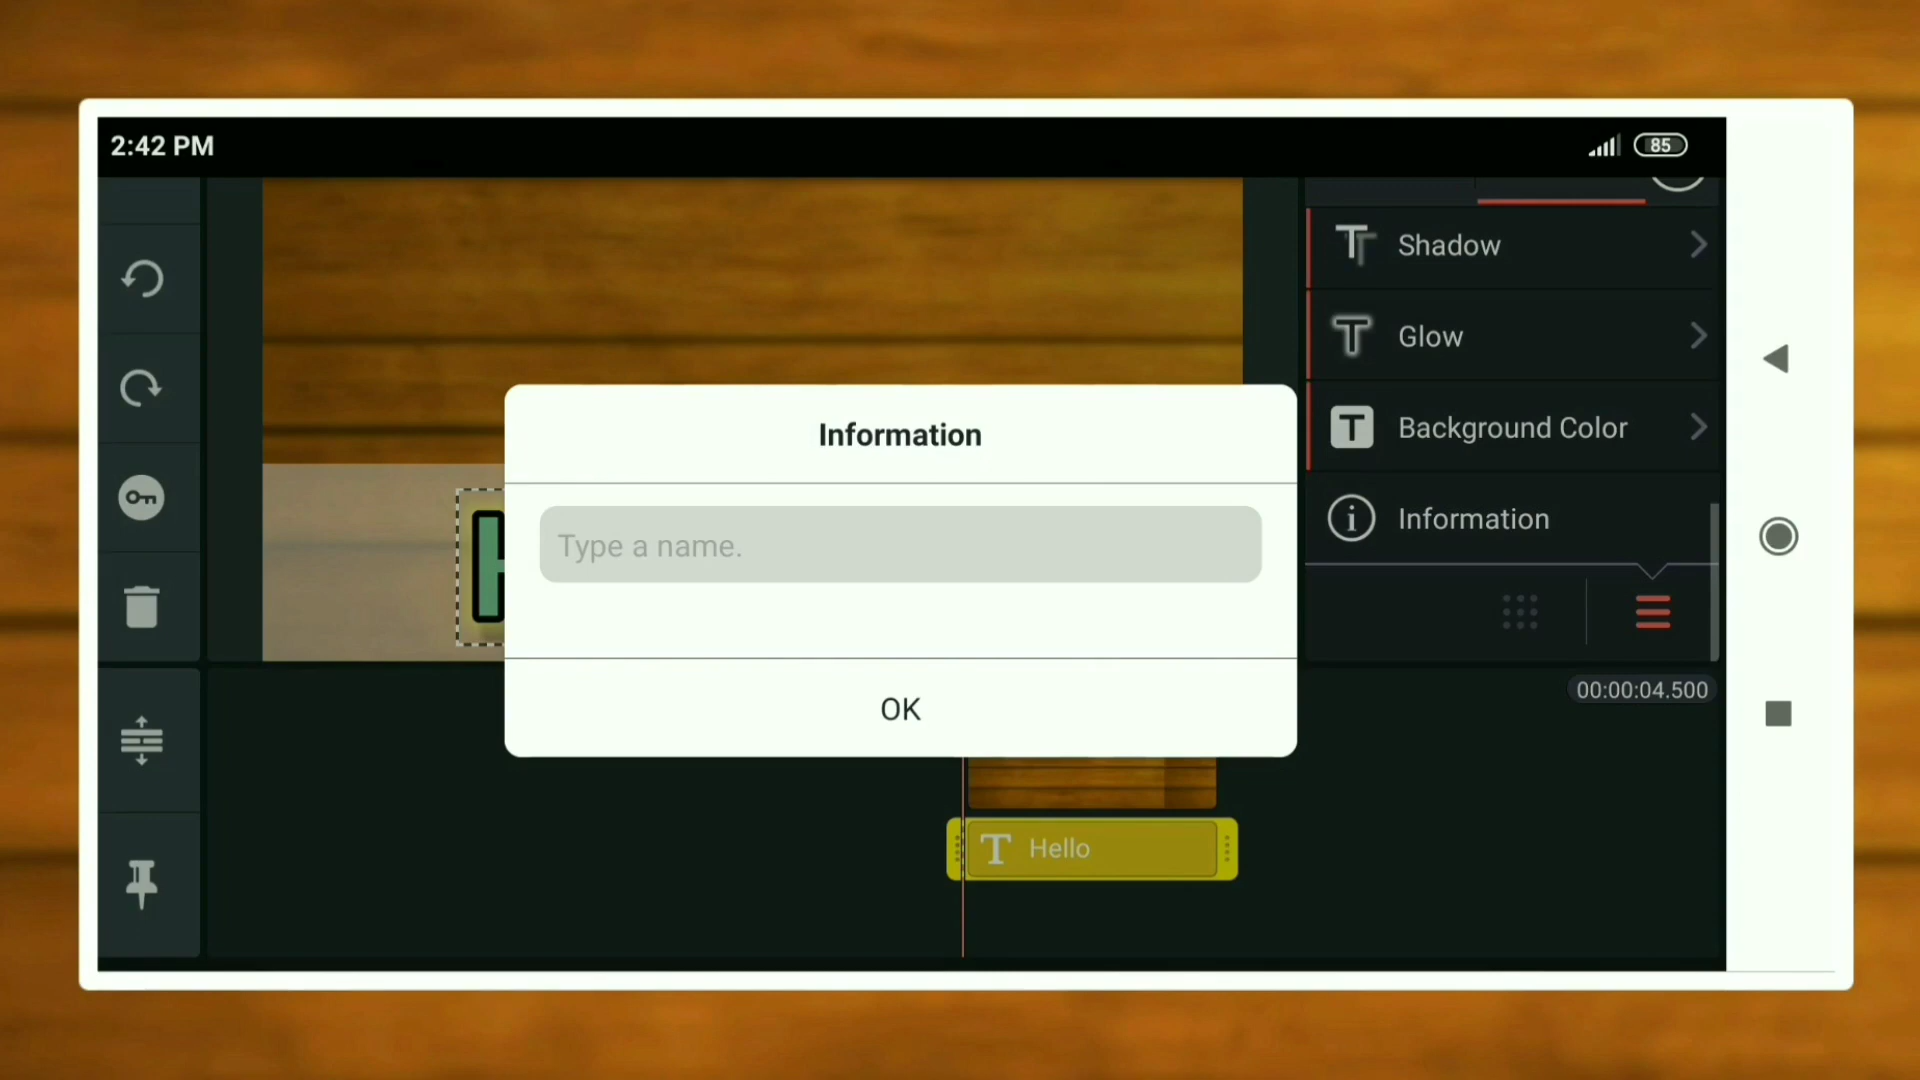 2:42 PM
85
Shadow
Glow
Background Color
Information
Information
Type a name.
OK
00:00:04.500
T Hello
H